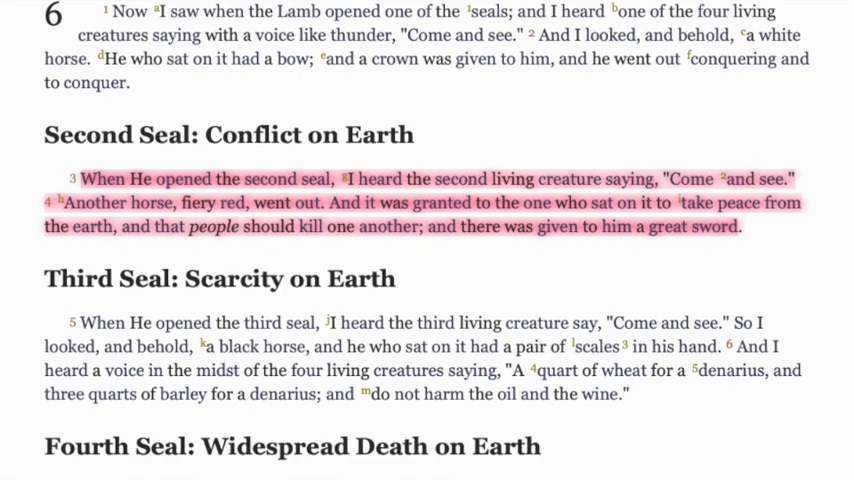 6 1 Now aI saw when the Lamb opened one of the 1seals; and I heard bone of the four living
creatures saying with a voice like thunder, "Come and see." 2 And I looked, and behold, ca white
horse. dHe who sat on it had a bow; eand a crown was given to him, and he went out fconquering and
to conquer.
Second Seal: Conflict on Earth
3 When He opened the second seal, gI heard the second living creature saying, "Come 2and see."
4 hAnother horse, fiery red, went out. And it was granted to the one who sat on it to itake peace from
the earth, and that people should kill one another; and there was given to him a great sword.
Third Seal: Scarcity on Earth
5 When He opened the third seal, jI heard the third living creature say, "Come and see." So I
looked, and behold, ka black horse, and he who sat on it had a pair of lscales3 in his hand. 6 And I
heard a voice in the midst of the four living creatures saying, "A 4quart of wheat for a 5denarius, and
three quarts of barley for a denarius; and mdo not harm the oil and the wine."
Fourth Seal: Widespread Death on Earth